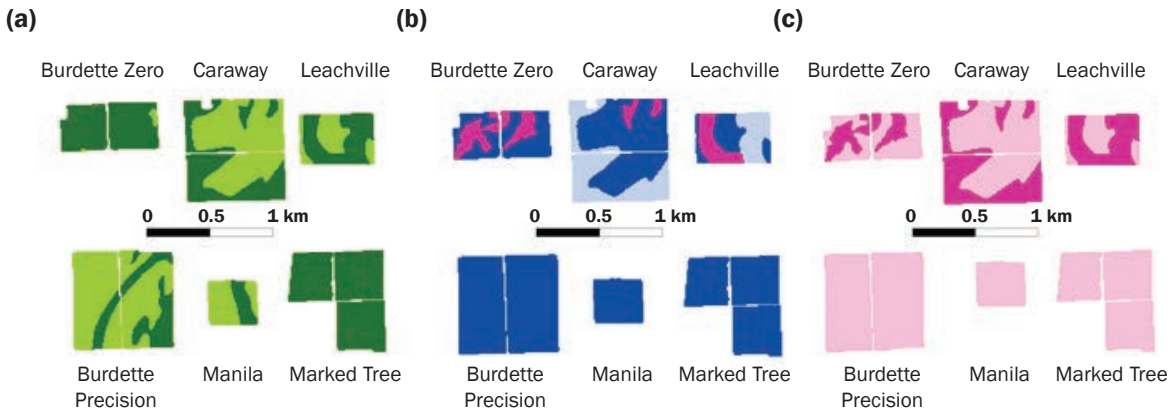 (a)
Burdette Zero Caraway Leachville
0 0.5 1 km
Burdette Precision Manila Marked Tree
(b)
Burdette Zero Caraway Leachville
0 0.5 1 km
Burdette Precision Manila Marked Tree
(c)
Burdette Zero Caraway Leachville
0 0.5 1 km
Burdette Precision Manila Marked Tree